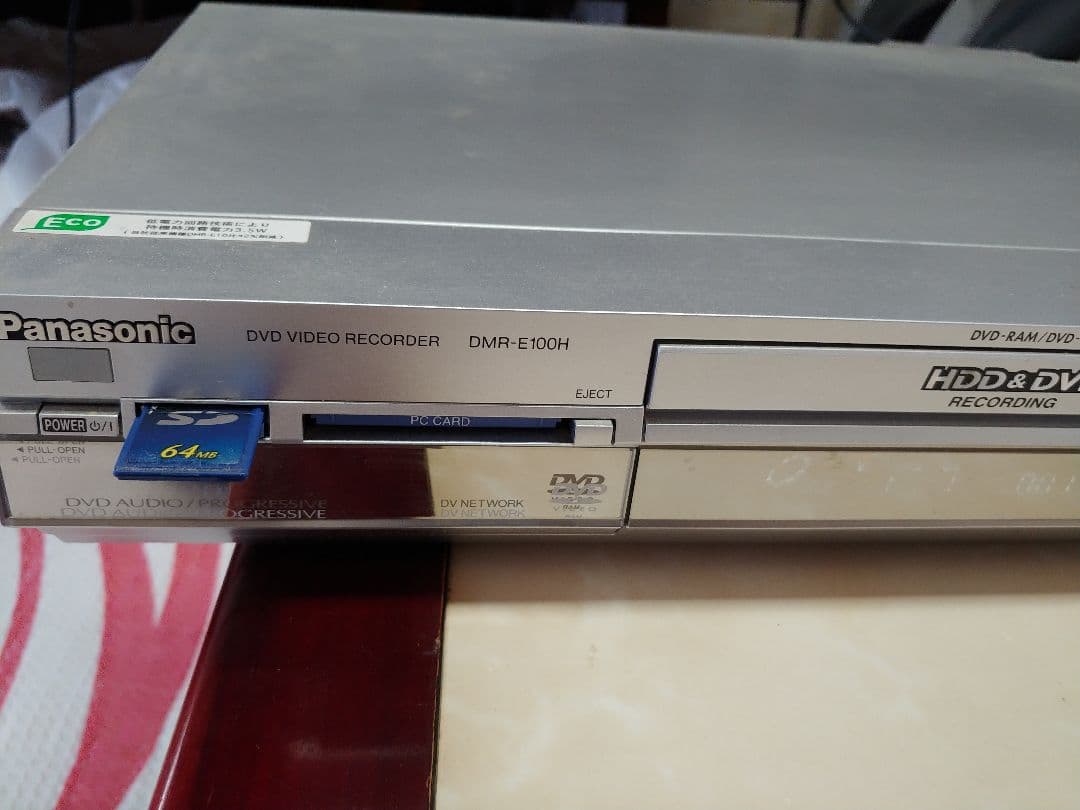 Eco
低電力回路技術により
待機時消費電力3.5W
Panasonic
DVD VIDEO RECORDER DMR-E100H
DVD-RAM/DVD-
HDD&DV
RECORDING
EJECT
POWER ⏻/I
SD
64MB
PC CARD
◄ PULL-OPEN
DVD AUDIO/PROGRESSIVE
DV NETWORK
DVD